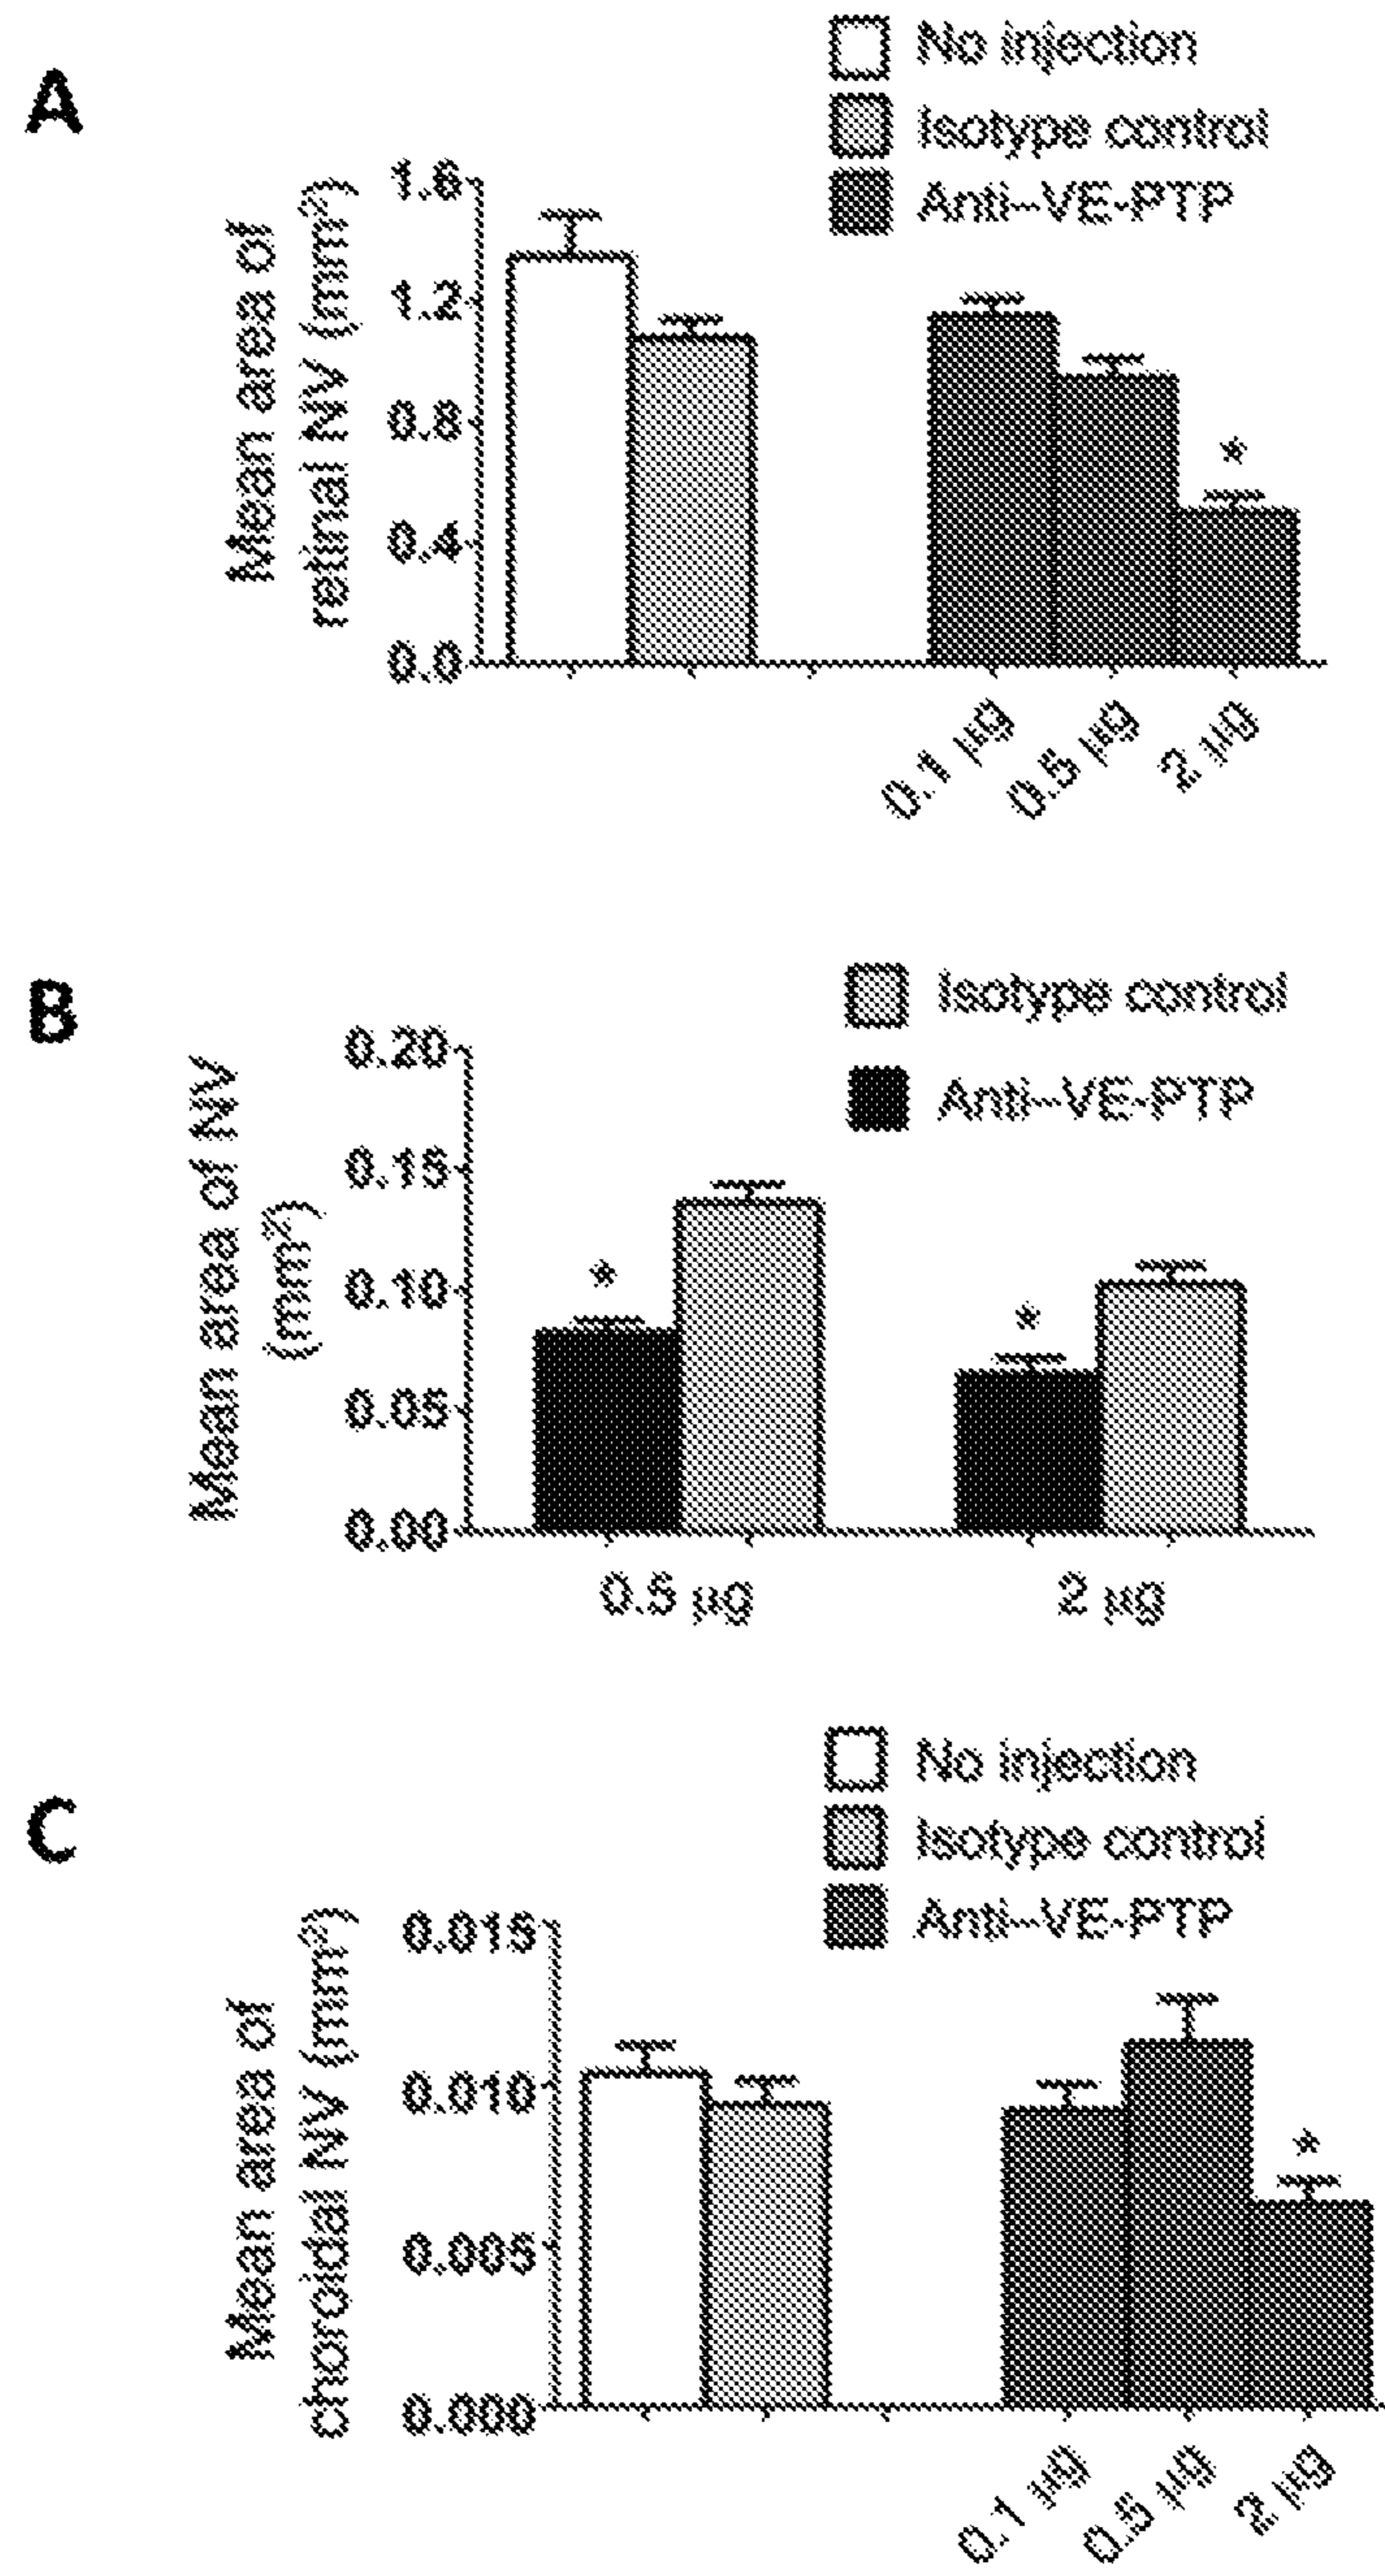 A
No injection
Isotype control
Anti--VE-PTP
Mean area of
retinal NV (mm²)
1.6
1.2
0.8
0.4
0.0
0.1 µg
0.5 µg
2 µg
*
B
Isotype control
Anti--VE-PTP
Mean area of NV
(mm²)
0.20
0.15
0.10
0.05
0.00
*
*
0.5 µg
2 µg
C
No injection
Isotype control
Anti--VE-PTP
Mean area of
choroidal NV (mm²)
0.015
0.010
0.005
0.000
*
0.1 µg
0.5 µg
2 µg